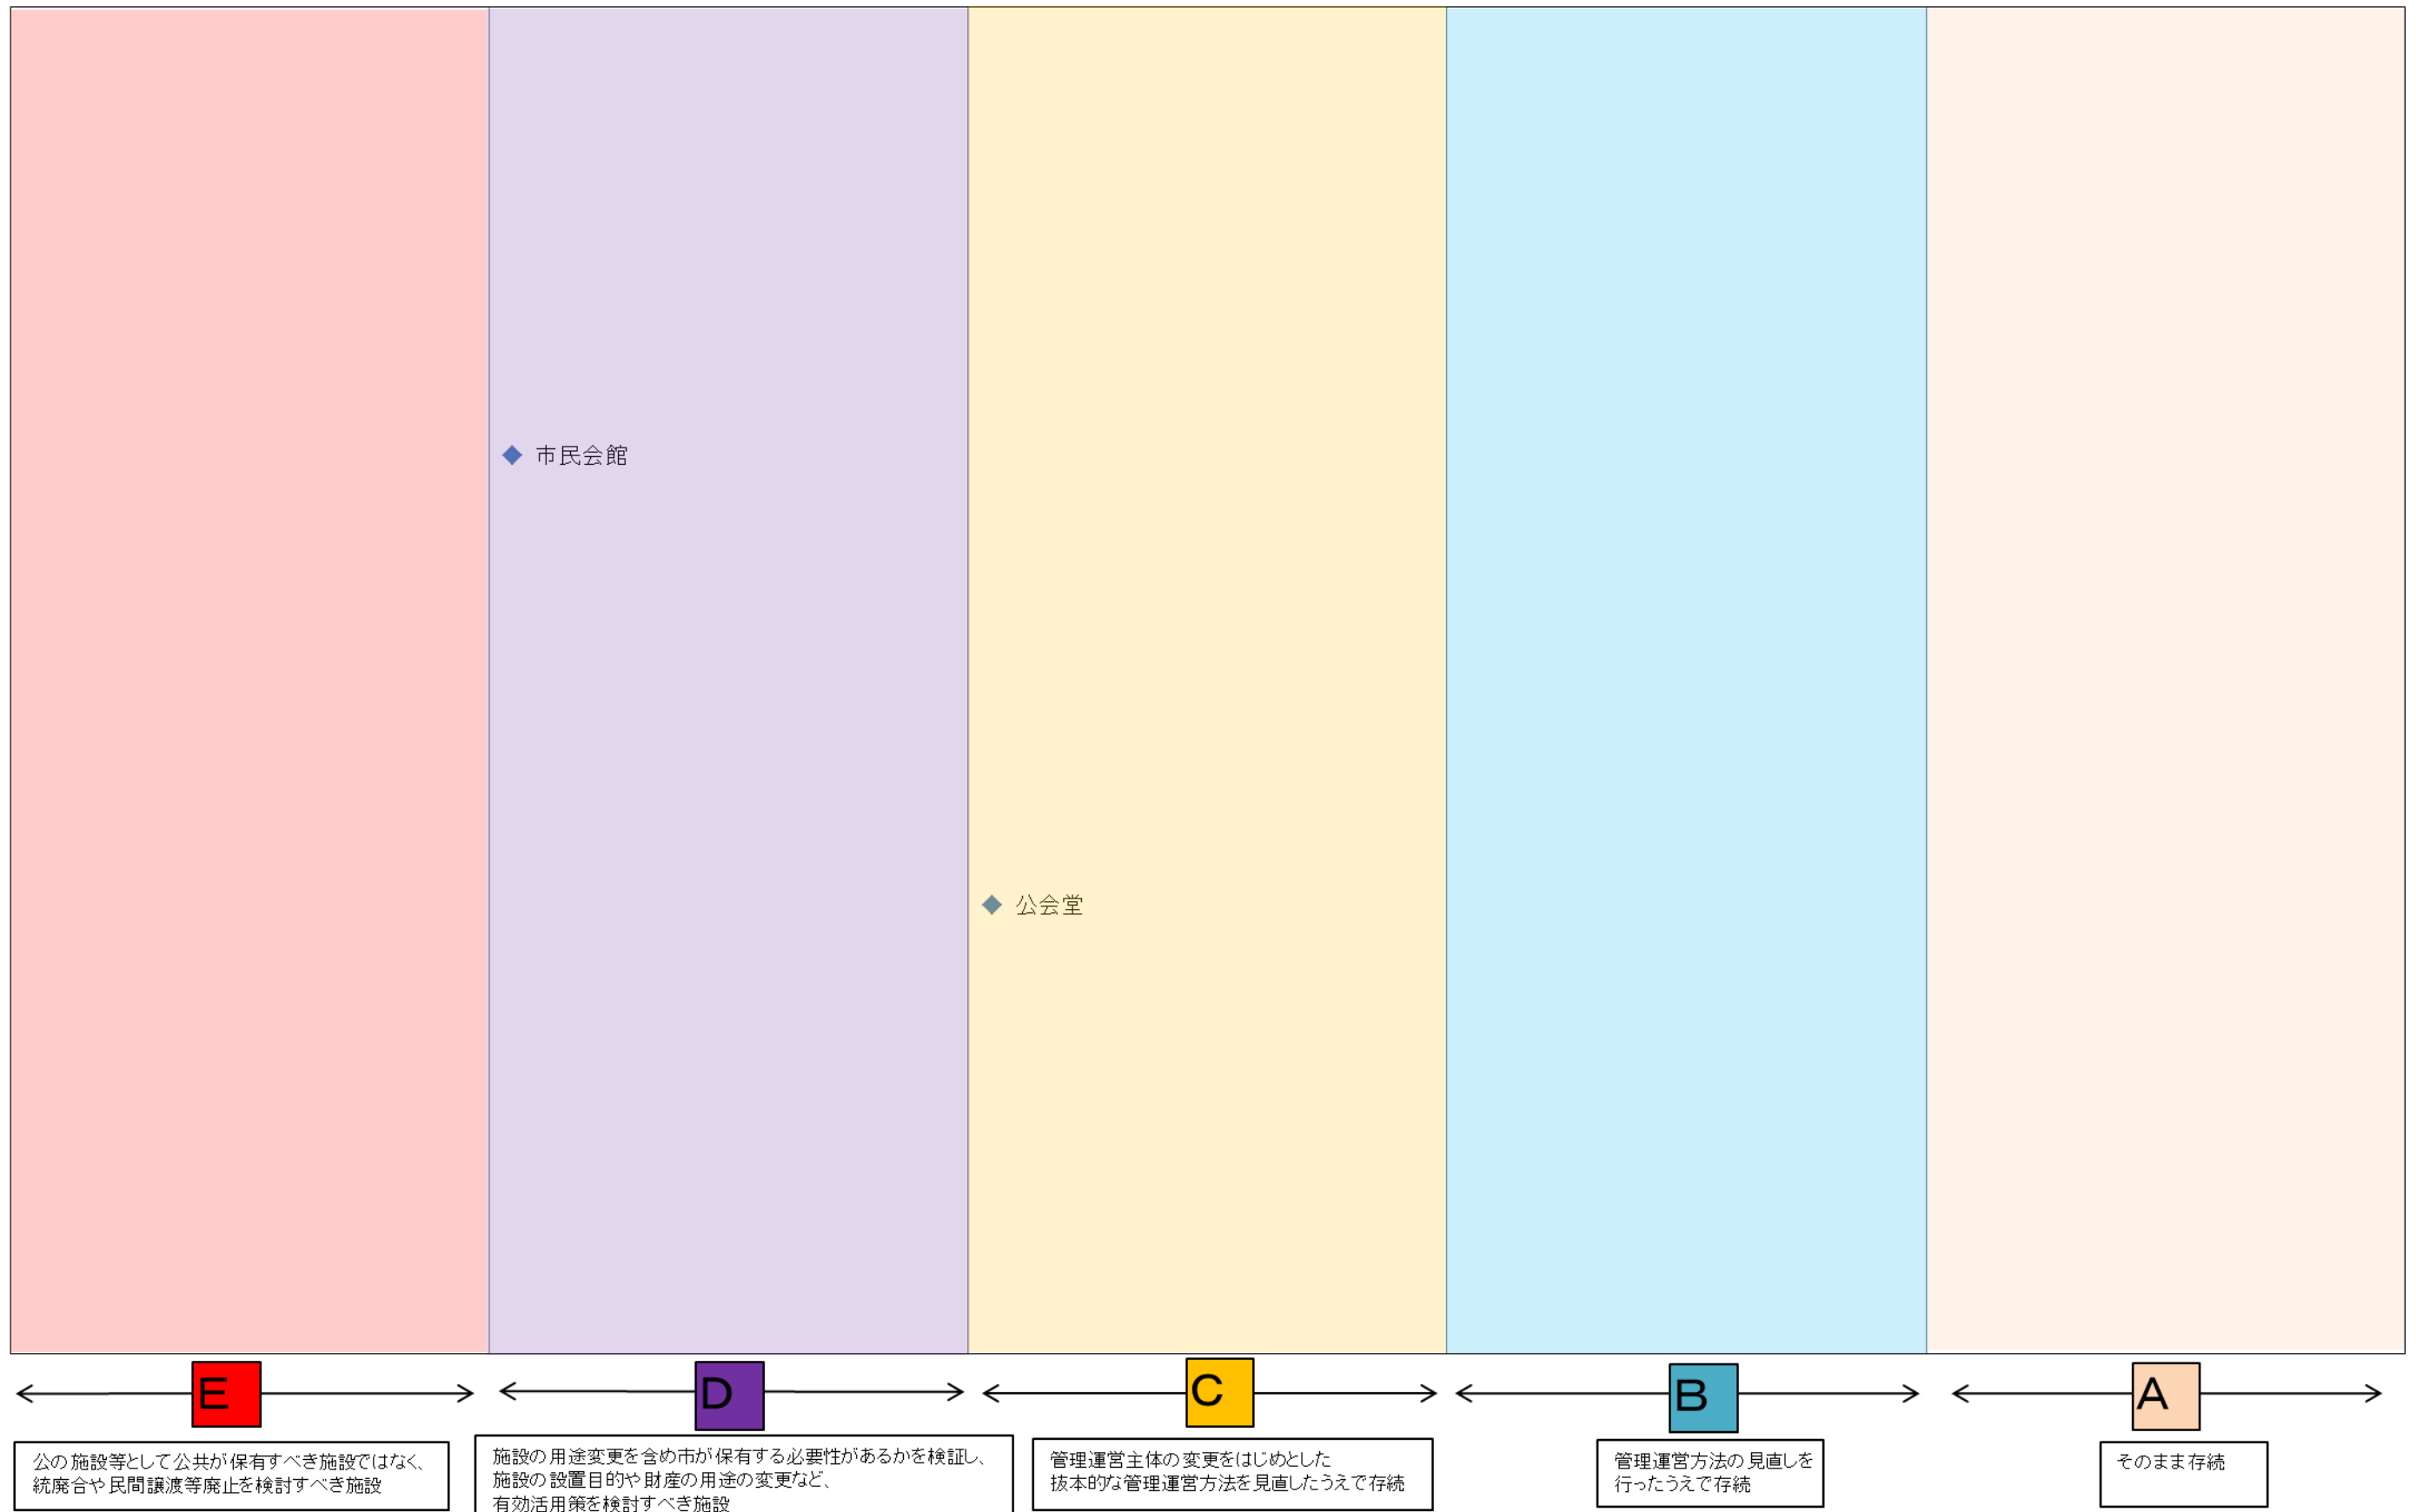 市民会館
公会堂
E
D
C
B
A
公の施設等として公共が保有すべき施設ではなく、
統廃合や民間譲渡等廃止を検討すべき施設
施設の用途変更を含め市が保有する必要性があるかを検証し、
施設の設置目的や財産の用途の変更など、
有効活用策を検討すべき施設
管理運営主体の変更をはじめとした
抜本的な管理運営方法を見直したうえで存続
管理運営方法の見直しを
行ったうえで存続
そのまま存続